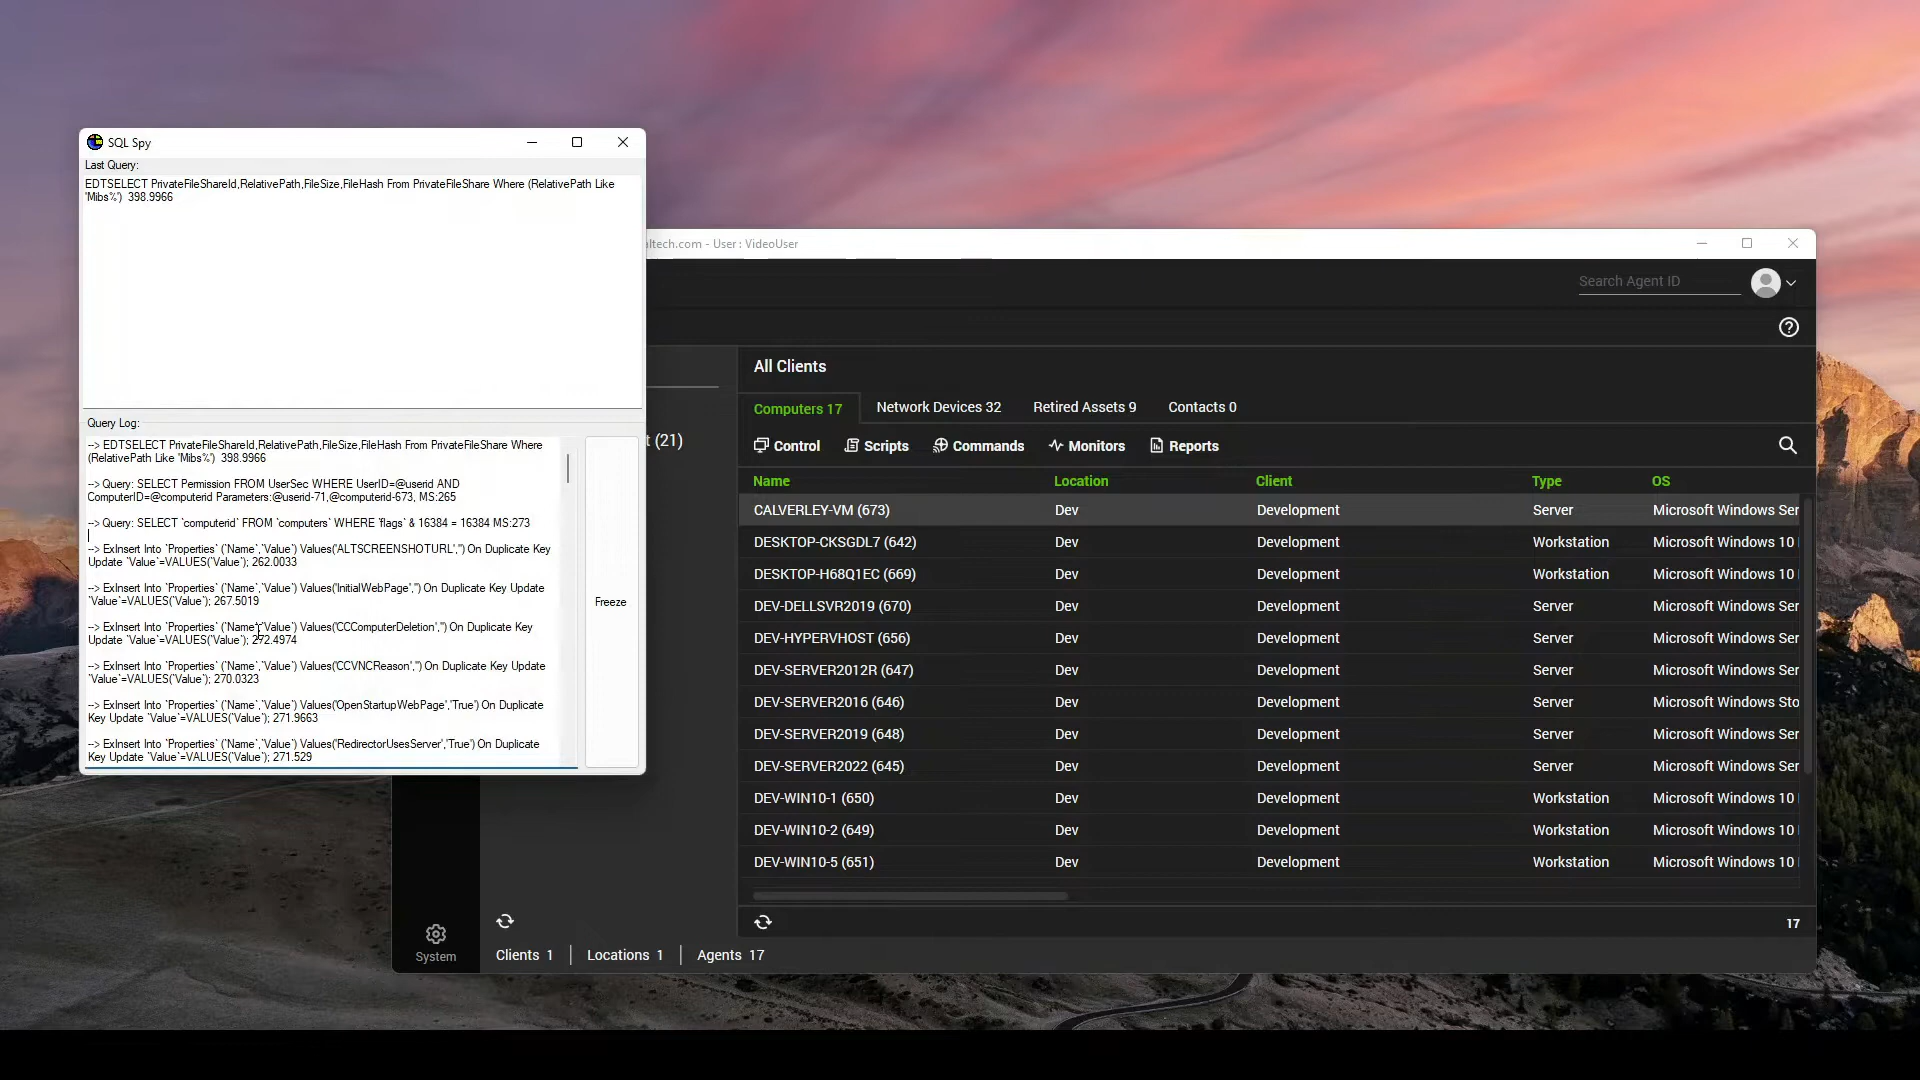 SQL Spy
Last Query:
EDTSELECT PrivateFileShareId,RelativePath,FileSize,FileHash From PrivateFileShare Where (RelativePath Like
'Mibs%')  398.9966
Query Log:
--> EDTSELECT PrivateFileShareId,RelativePath,FileSize,FileHash From PrivateFileShare Where
(RelativePath Like 'Mibs%')  398.9966
--> Query: SELECT Permission FROM UserSec WHERE UserID=@userid AND
ComputerID=@computerid Parameters:@userid-71,@computerid-673, MS:265
--> Query: SELECT `computerid` FROM `computers` WHERE `flags` & 16384 = 16384 MS:273
--> ExInsert Into `Properties` (`Name`,`Value`) Values('ALTSCREENSHOTURL','') On Duplicate Key
Update `Value`=VALUES(`Value`); 262.0033
--> ExInsert Into `Properties` (`Name`,`Value`) Values('InitialWebPage','') On Duplicate Key Update
`Value`=VALUES(`Value`); 267.5019
--> ExInsert Into `Properties` (`Name`,`Value`) Values('CCComputerDeletion','') On Duplicate Key
Update `Value`=VALUES(`Value`); 272.4974
--> ExInsert Into `Properties` (`Name`,`Value`) Values('CCVNCReason','') On Duplicate Key Update
`Value`=VALUES(`Value`); 270.0323
--> ExInsert Into `Properties` (`Name`,`Value`) Values('OpenStartupWebPage','True') On Duplicate
Key Update `Value`=VALUES(`Value`); 271.9663
--> ExInsert Into `Properties` (`Name`,`Value`) Values('RedirectorUsesServer','True') On Duplicate
Key Update `Value`=VALUES(`Value`); 271.529
Freeze
ltech.com - User : VideoUser
Search Agent ID
t (21)
All Clients
Computers 17 Network Devices 32 Retired Assets 9 Contacts 0
Control Scripts Commands Monitors Reports
Name Location Client Type OS
CALVERLEY-VM (673) Dev Development Server Microsoft Windows Ser
DESKTOP-CKSGDL7 (642) Dev Development Workstation Microsoft Windows 10
DESKTOP-H68Q1EC (669) Dev Development Workstation Microsoft Windows 10
DEV-DELLSVR2019 (670) Dev Development Server Microsoft Windows Ser
DEV-HYPERVHOST (656) Dev Development Server Microsoft Windows Ser
DEV-SERVER2012R (647) Dev Development Server Microsoft Windows Ser
DEV-SERVER2016 (646) Dev Development Server Microsoft Windows Sto
DEV-SERVER2019 (648) Dev Development Server Microsoft Windows Ser
DEV-SERVER2022 (645) Dev Development Server Microsoft Windows Ser
DEV-WIN10-1 (650) Dev Development Workstation Microsoft Windows 10
DEV-WIN10-2 (649) Dev Development Workstation Microsoft Windows 10
DEV-WIN10-5 (651) Dev Development Workstation Microsoft Windows 10
17
System
Clients 1 Locations 1 Agents 17